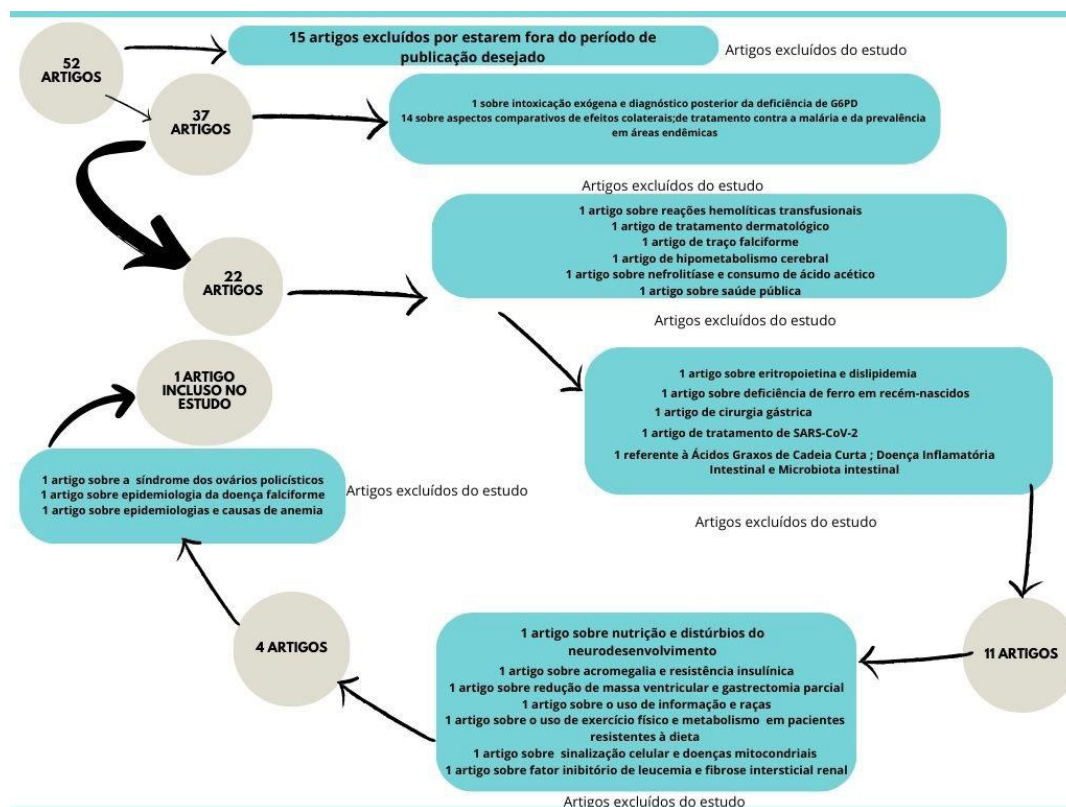 52
ARTIGOS
15 artigos excluídos por estarem fora do período de
publicação desejado
Artigos excluídos do estudo
37
ARTIGOS
1 sobre intoxicação exógena e diagnóstico posterior da deficiência de G6PD
14 sobre aspectos comparativos de efeitos colaterais;de tratamento contra a malária e da prevalência
em áreas endêmicas
Artigos excluídos do estudo
22
ARTIGOS
1 artigo sobre reações hemolíticas transfusionais
1 artigo de tratamento dermatológico
1 artigo de traço falciforme
1 artigo de hipometabolismo cerebral
1 artigo sobre nefrolitíase e consumo de ácido acético
1 artigo sobre saúde pública
Artigos excluídos do estudo
1 artigo sobre eritropoietina e dislipidemia
1 artigo sobre deficiência de ferro em recém-nascidos
1 artigo de cirurgia gástrica
1 artigo de tratamento de SARS-CoV-2
1 referente à Ácidos Graxos de Cadeia Curta ; Doença Inflamatória
Intestinal e Microbiota intestinal
Artigos excluídos do estudo
11 ARTIGOS
1 artigo sobre nutrição e distúrbios do
neurodesenvolvimento
1 artigo sobre acromegalia e resistência insulínica
1 artigo sobre redução de massa ventricular e gastrectomia parcial
1 artigo sobre o uso de informação e raças
1 artigo sobre o uso de exercício físico e metabolismo em pacientes
resistentes à dieta
1 artigo sobre sinalização celular e doenças mitocondriais
1 artigo sobre fator inibitório de leucemia e fibrose intersticial renal
Artigos excluídos do estudo
4 ARTIGOS
1 artigo sobre a síndrome dos ovários policísticos
1 artigo sobre epidemiologia da doença falciforme
1 artigo sobre epidemiologias e causas de anemia
Artigos excluídos do estudo
1 ARTIGO
INCLUSO NO
ESTUDO